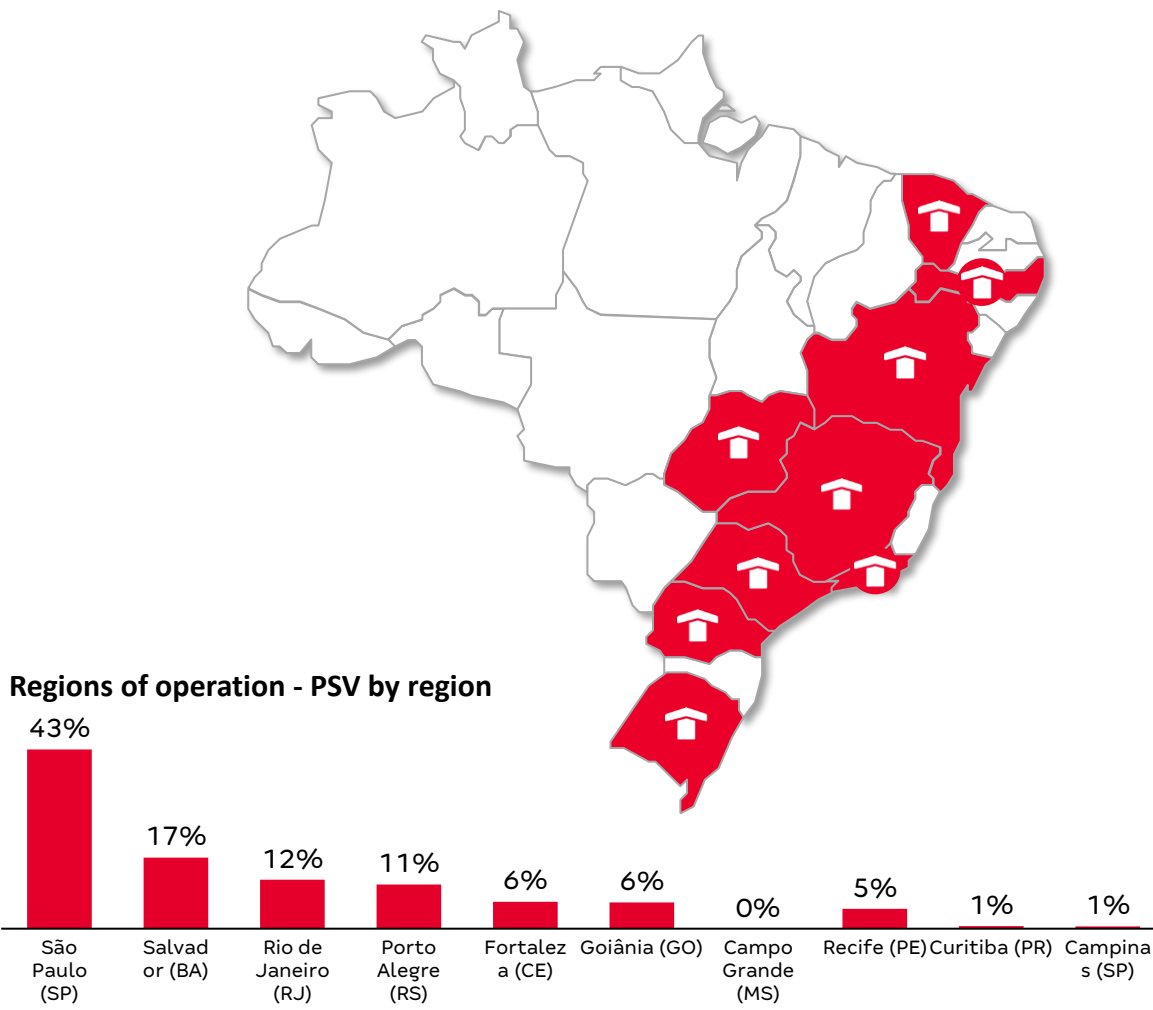 Regions of operation - PSV by region
43%
17%
12%
11%
6%
6%
0%
5%
1%
1%
São
Paulo
(SP)
Salvad
or (BA)
Rio de
Janeiro
(RJ)
Porto
Alegre
(RS)
Fortalez
a (CE)
Goiânia (GO)
Campo
Grande
(MS)
Recife (PE)
Curitiba (PR)
Campina
s (SP)